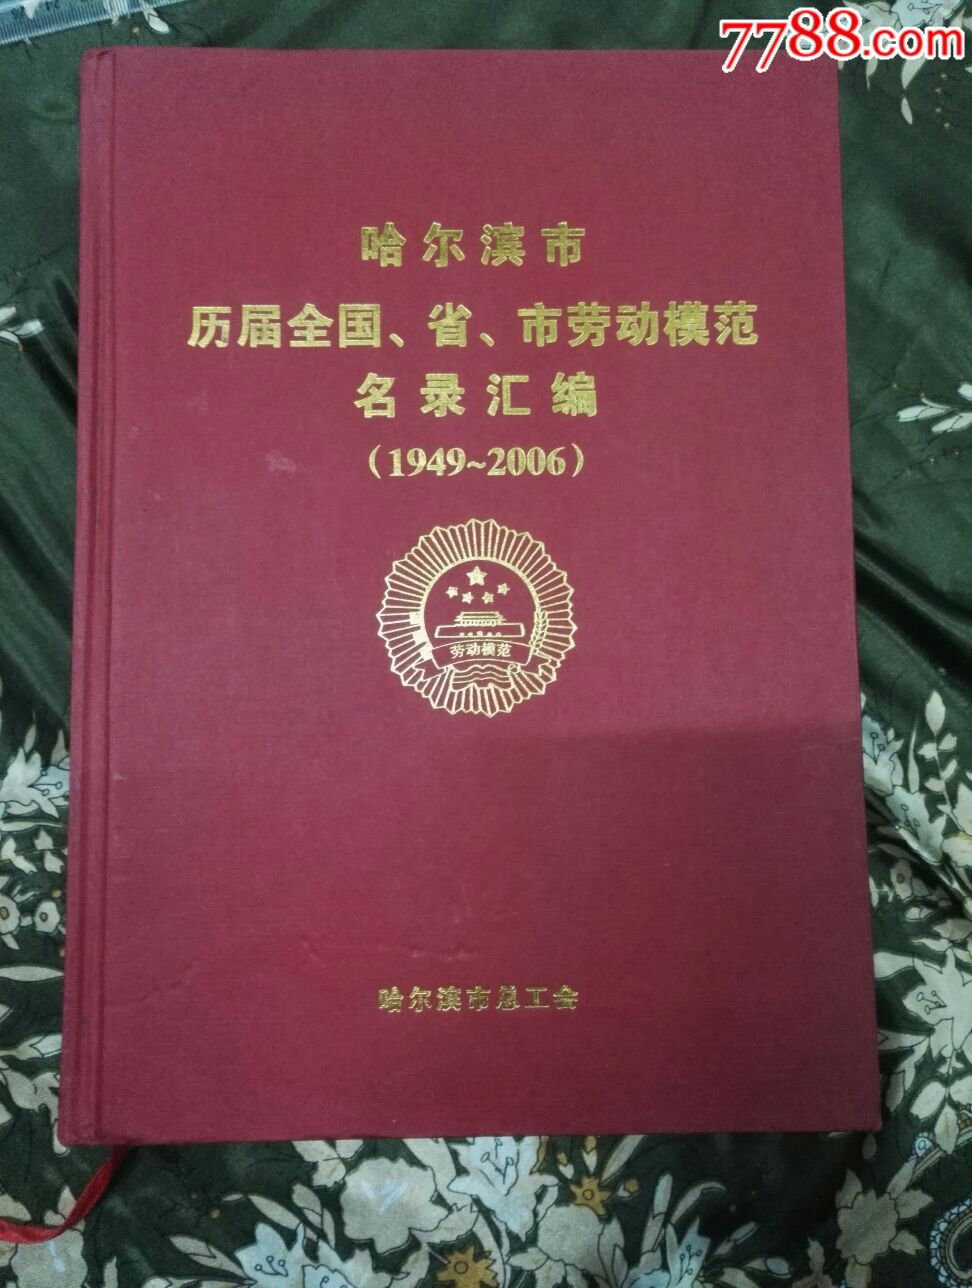 7788.com
哈尔滨市
历届全国、省、市劳动模范
名录汇编
（1949~2006）
劳动模范
哈尔滨市总工会